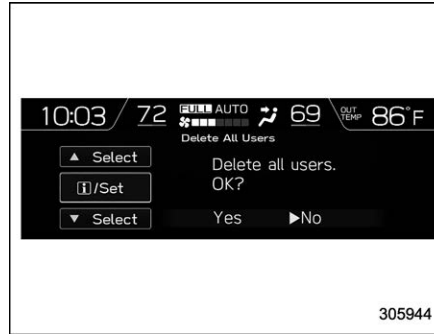 10:03 72 FULL AUTO 69 OUT TEMP 86°F
Delete All Users
▲ Select
i/Set
▼ Select
Delete all users.
OK?
Yes ▶No
305944